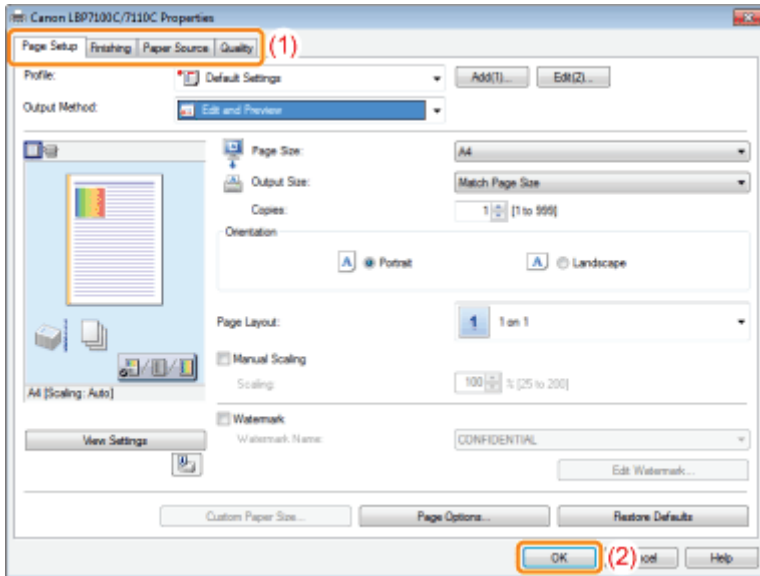 Canon LBP7100C/7110C Properties
Page Setup Finishing Paper Source Quality (1)
Profile: Default Settings Add(1)... Edit(2)...
Output Method: Edit and Preview
Page Size: A4
Output Size: Match Page Size
Copies: 1 [1 to 999]
Orientation
A Portrait A Landscape
Page Layout: 1 1 on 1
Manual Scaling
Scaling: 100 % [25 to 200]
A4 [Scaling: Auto]
Watermark
View Settings Watermark Name: CONFIDENTIAL
Edit Watermark...
Custom Paper Size... Page Options... Restore Defaults
OK (2) cel Help